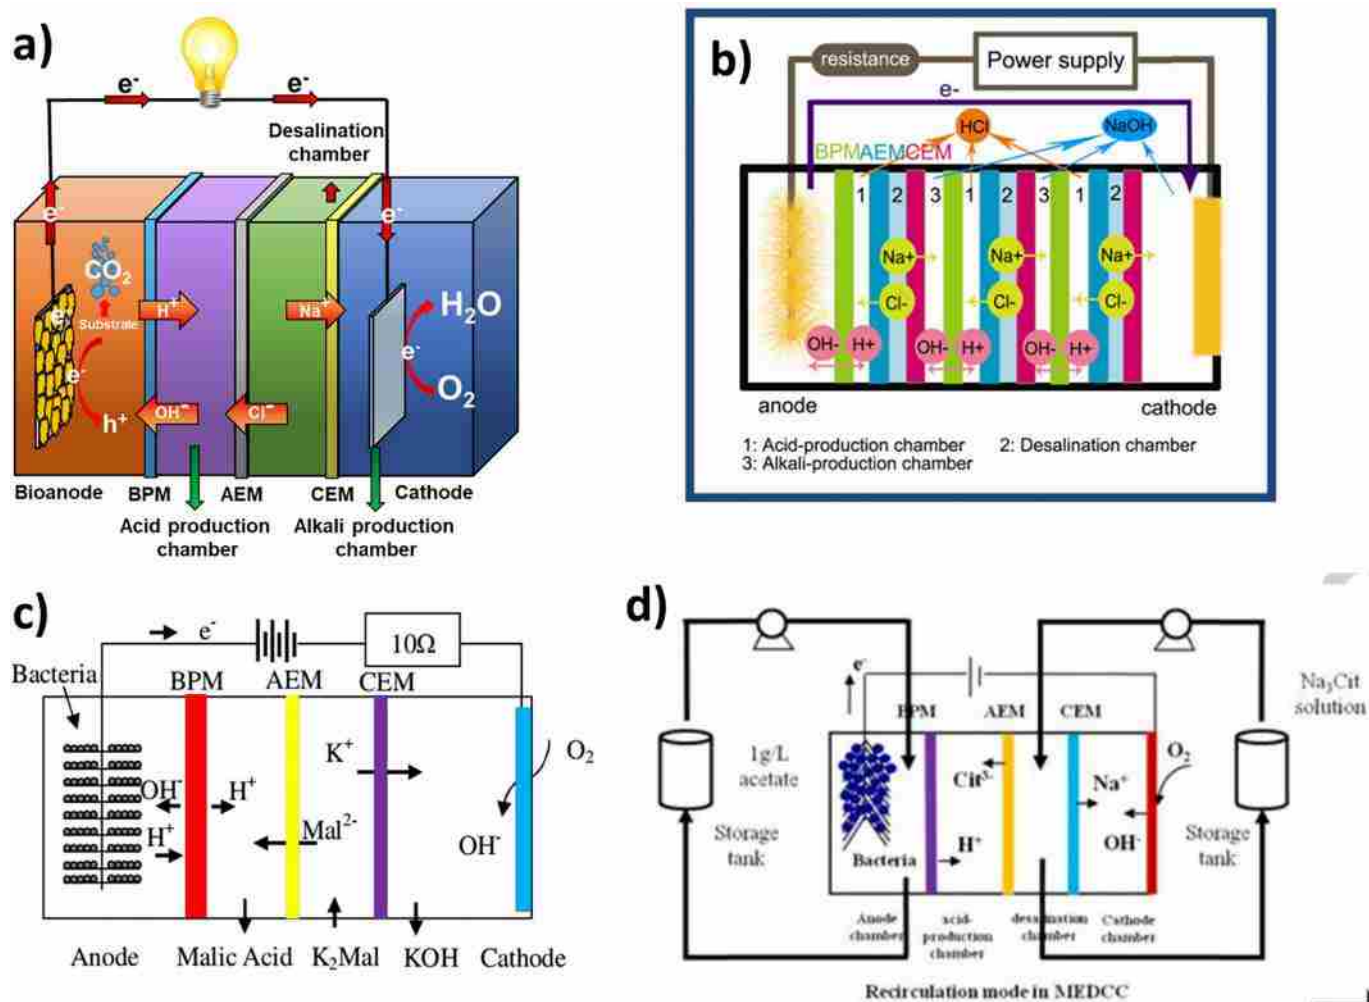 a)
e-
e-
Desalination
chamber
e-
e-
CO2
H+
Na+
H2O
e-
Substrate
e-
e-
O2
h+
OH-
Cl-
Bioanode
BPM
AEM
CEM
Cathode
Acid production
chamber
Alkali production
chamber
b)
resistance
Power supply
e-
HCl
NaOH
BPM AEM CEM
1 2 3 1 2 3 1 2
Na+ Na+ Na+
Cl- Cl- Cl-
OH- H+ OH- H+ OH- H+
anode
cathode
1: Acid-production chamber
2: Desalination chamber
3: Alkali-production chamber
c)
e-
10Ω
Bacteria
BPM
AEM
CEM
K+
O2
OH-
H+
H+
Mal2-
OH-
Anode
Malic Acid
K2Mal
KOH
Cathode
d)
e-
Na3Cit
solution
BPM
AEM
CEM
1g/L
acetate
O2
Cit3-
Na+
Storage
tank
H+
OH-
Storage
tank
Bacteria
Anode
chamber
acid-
production
chamber
desalination
chamber
Cathode
chamber
Recirculation mode in MEDCC